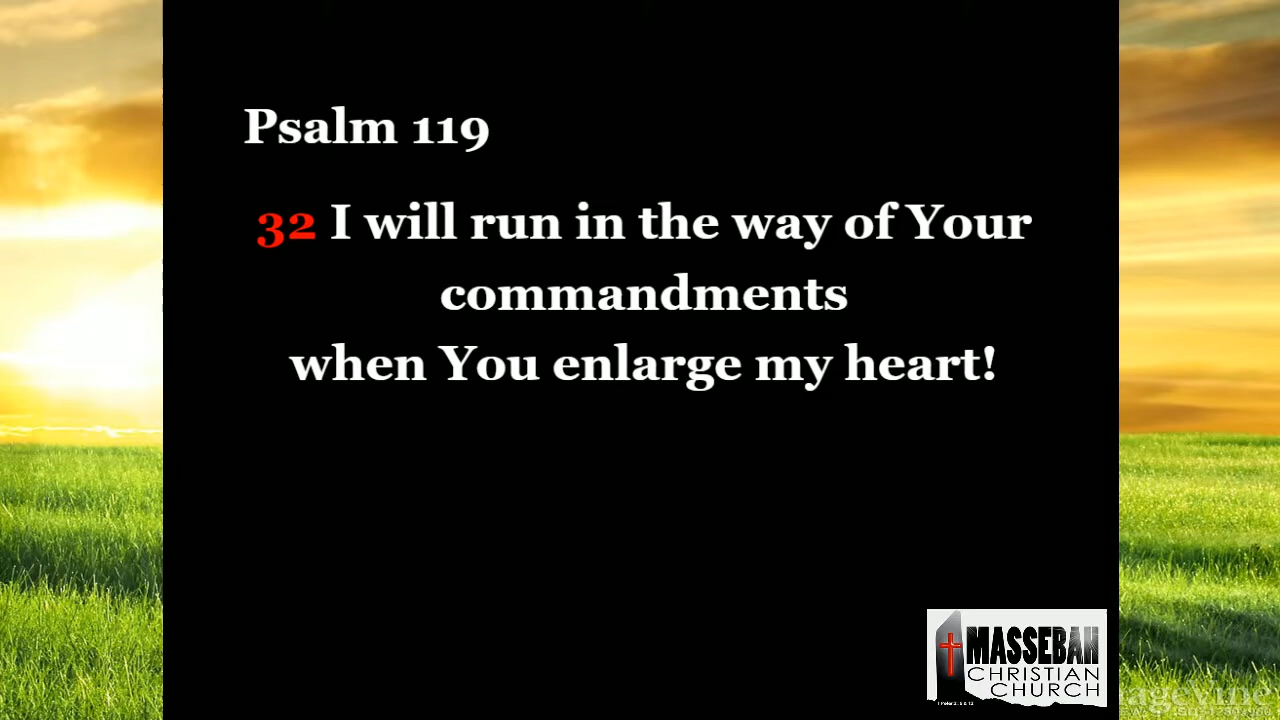 Psalm 119
32 I will run in the way of Your
commandments
when You enlarge my heart!
MASSEBAH
CHRISTIAN
CHURCH